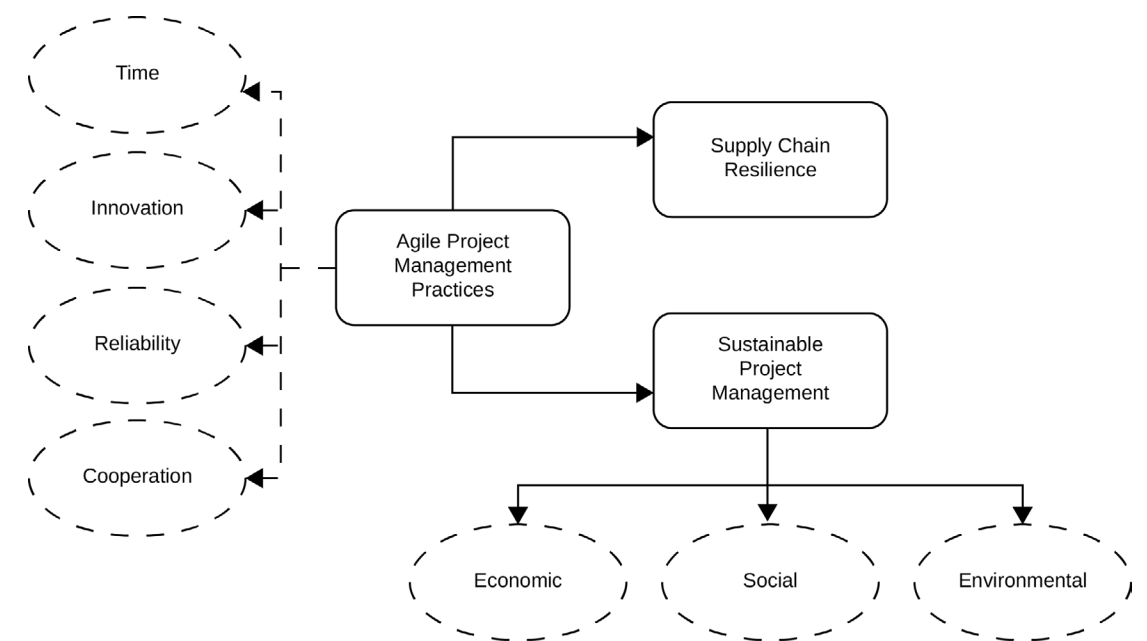 Time
Innovation
Reliability
Cooperation
Agile Project
Management
Practices
Supply Chain
Resilience
Sustainable
Project
Management
Economic
Social
Environmental